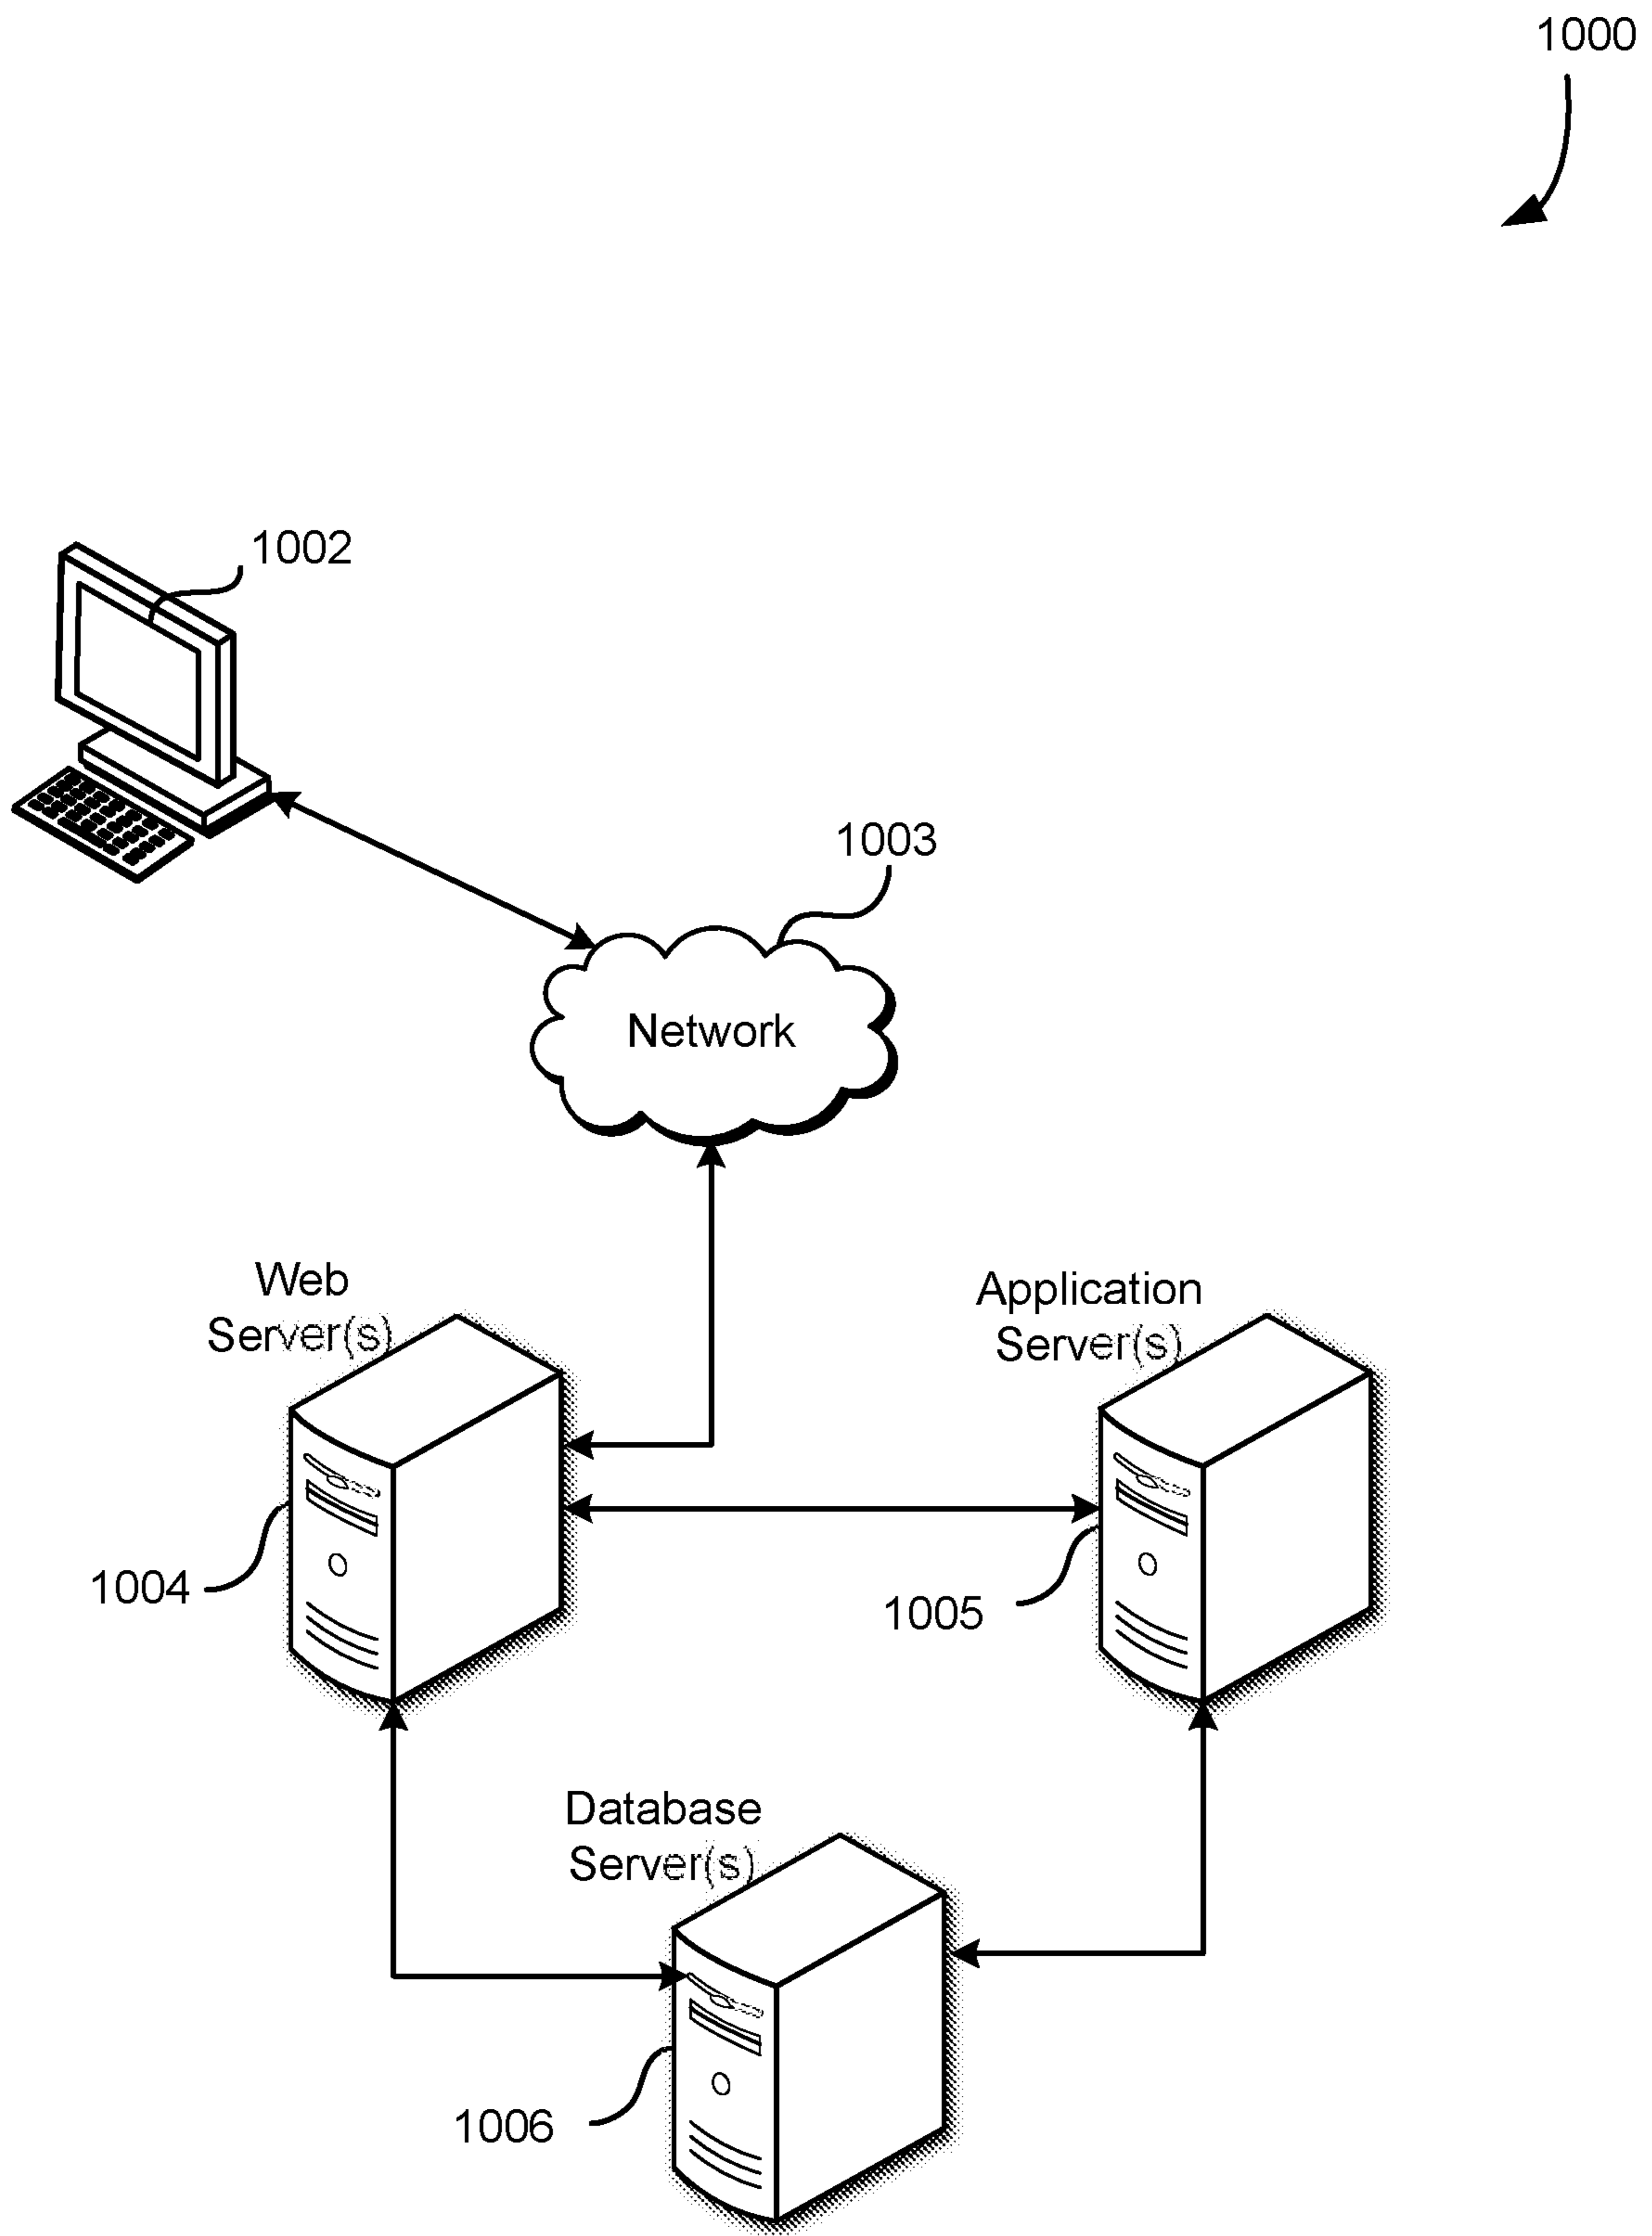 1000
1002
1003
Network
Web
Server(s)
Application
Server(s)
1004
1005
Database
Server(s)
1006